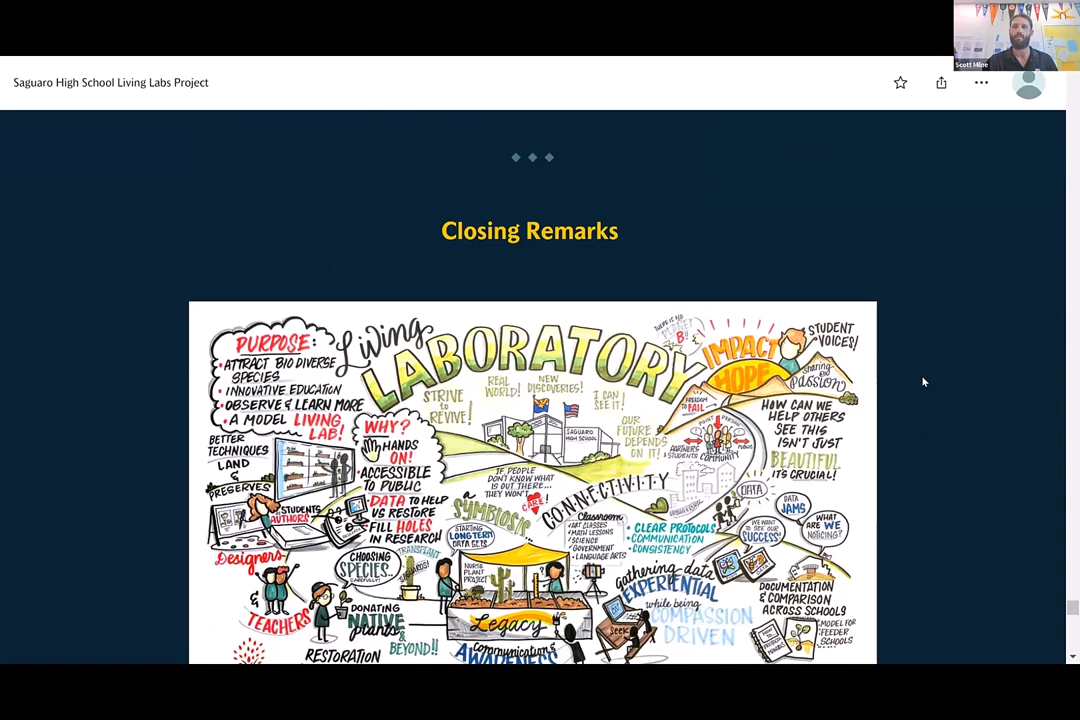 Scott Milne
Saguaro High School Living Labs Project
Closing Remarks
Living
LABORATORY
PURPOSE:
• ATTRACT BIO DIVERSE
SPECIES
• INNOVATIVE EDUCATION
• OBSERVE & LEARN MORE
• A MODEL LIVING
LAB!
STRIVE
to
REVIVE!
REAL
WORLD!
NEW
DISCOVERIES!
I CAN
SEE IT!
OUR
FUTURE
DEPENDS
ON IT!
SAGUARO
HIGH SCHOOL
THERE IS NO
PLANET
B!!
IMPACT
HOPE
STUDENT
VOICES!
Sharing
Passion
FREEDOM
to FAIL
POINT PERSON
PARTNERS
STUDENTS
PUBLIC
COMMUNITY
HOW CAN WE
HELP OTHERS
SEE THIS
ISN'T JUST
BEAUTIFUL
IT'S CRUCIAL!
BETTER
TECHNIQUES
LAND
&
PRESERVES
WHY?
HANDS
ON!
• ACCESSIBLE
TO PUBLIC
• DATA TO HELP
US RESTORE
• FILL HOLES
IN RESEARCH
STUDENTS
AUTHORS
Designers
&
TEACHERS
IF PEOPLE
DON'T KNOW WHAT
IS OUT THERE...
THEY WON'T
CARE!
a
SYMBIOSIS
CONNECTIVITY
STARTING
LONG TERM
DATA SETS
Classroom
• ART CLASSES
• MATH LESSONS
• SCIENCE
• GOVERNMENT
• LANGUAGE ARTS
• CLEAR PROTOCOLS
• COMMUNICATION
• CONSISTENCY
DATA
DATA
JAMS
WE WANT
TO SEE OUR
SUCCESS!
WHAT
ARE WE
NOTICING?
CHOOSING
SPECIES
CAREFULLY!
TRANSPLANT
SAGUAROS!
NURSE
PLANT
PROJECT
Legacy
DONATING
NATIVE
plants
&
BEYOND!!
RESTORATION
communication &
AWARENESS
gathering data
EXPERIENTIAL
while being
COMPASSION
DRIVEN
SEEK
DOCUMENTATION
& COMPARISON
ACROSS SCHOOLS
MODEL FOR
FEEDER
SCHOOLS